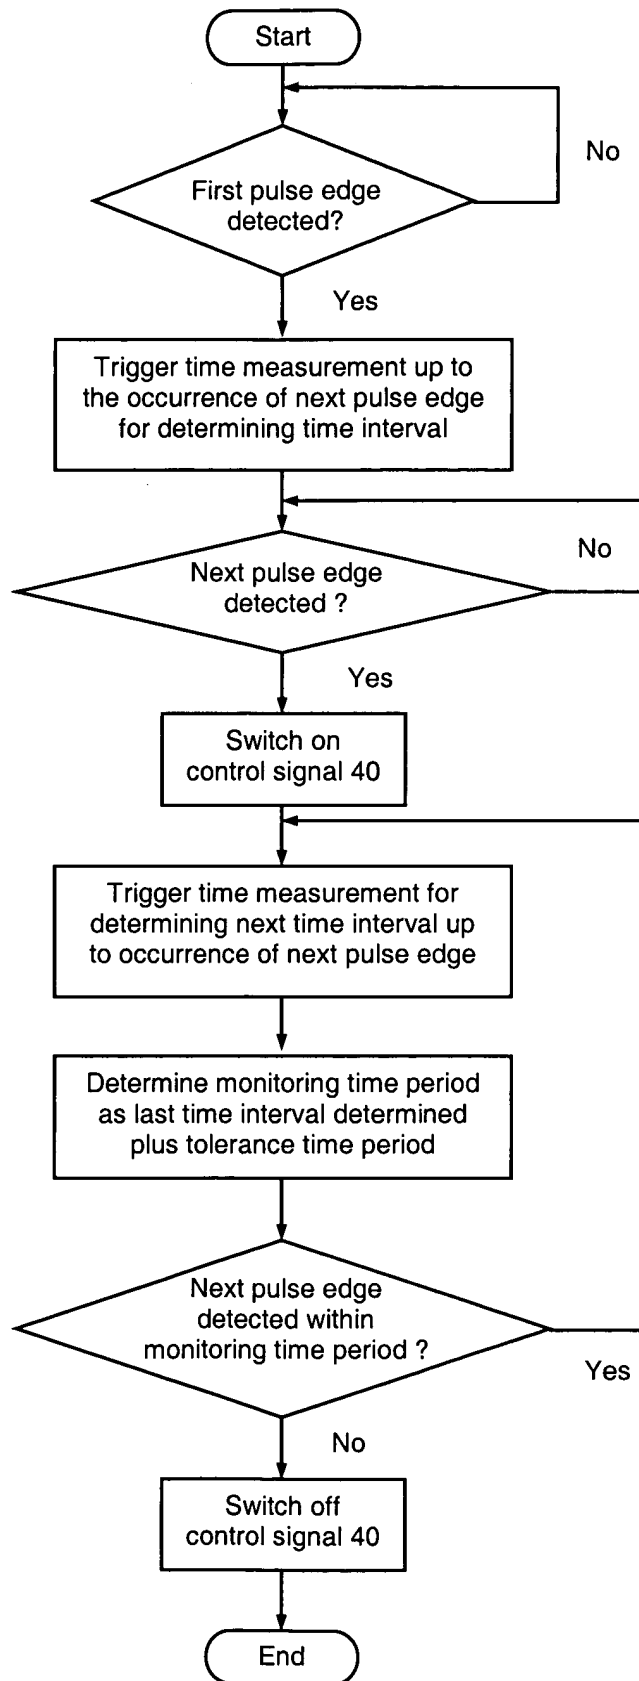 Start
No
First pulse edge
detected?
Yes
Trigger time measurement up to
the occurrence of next pulse edge
for determining time interval
No
Next pulse edge
detected ?
Yes
Switch on
control signal 40
Trigger time measurement for
determining next time interval up
to occurrence of next pulse edge
Determine monitoring time period
as last time interval determined
plus tolerance time period
Next pulse edge
detected within
monitoring time period ?
Yes
No
Switch off
control signal 40
End